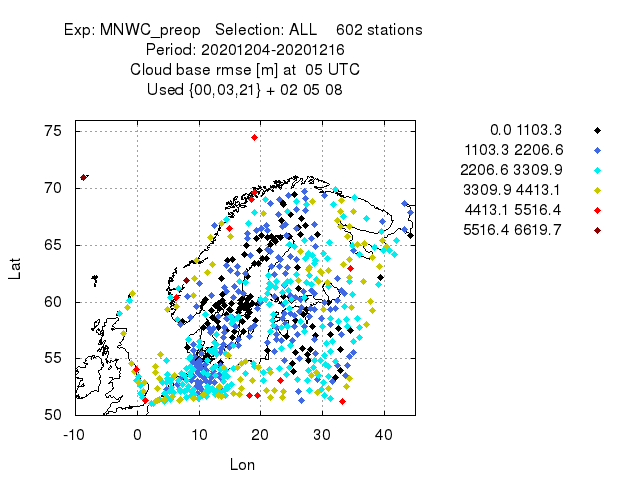 Exp: MNWC_preop   Selection: ALL    602 stations
Period: 20201204-20201216
Cloud base rmse [m] at  05 UTC
Used {00,03,21} + 02 05 08
0.0 1103.3
1103.3 2206.6
2206.6 3309.9
3309.9 4413.1
4413.1 5516.4
5516.4 6619.7
75
70
65
60
55
50
Lat
-10 0 10 20 30 40
Lon